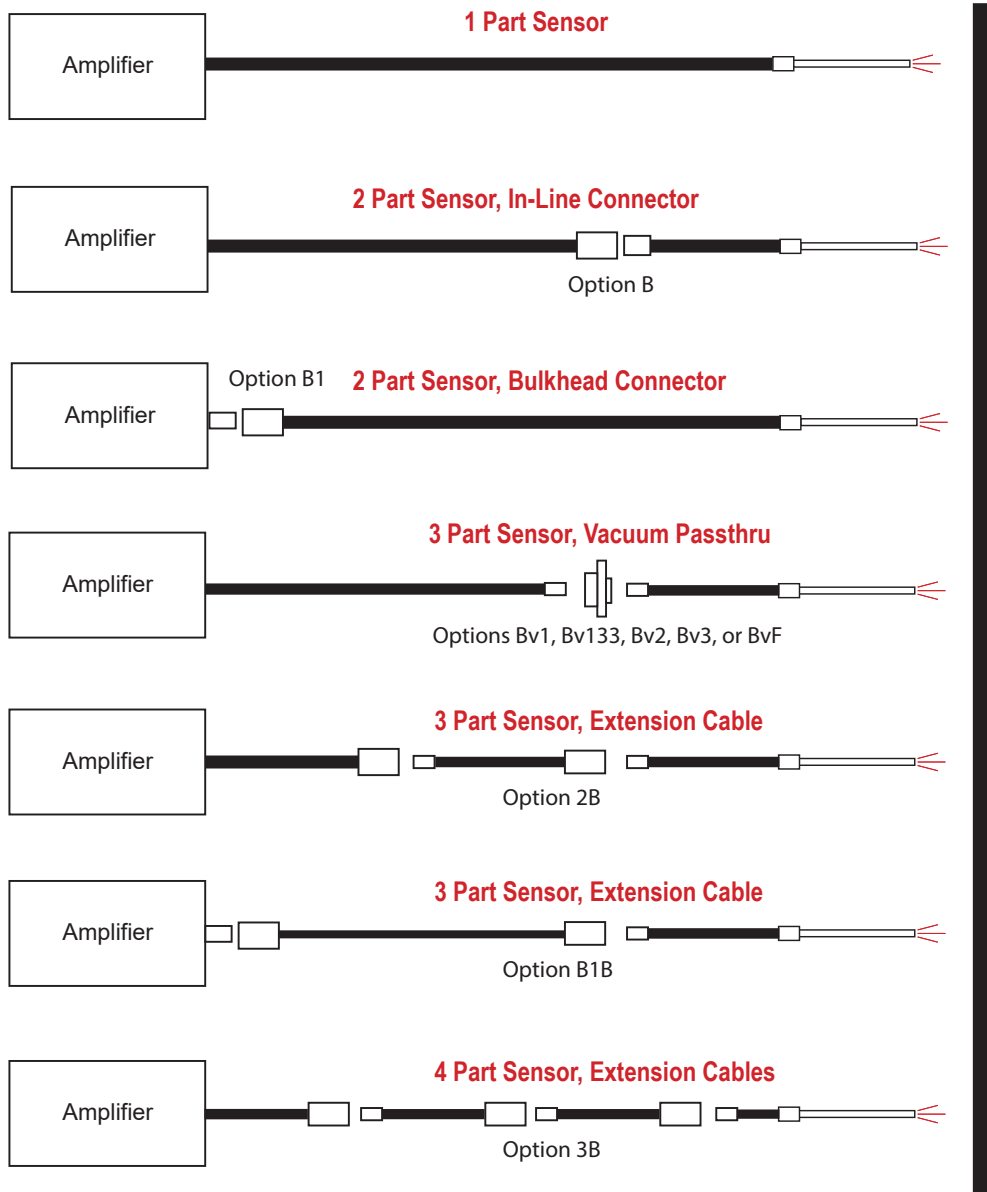 1 Part Sensor
Amplifier
2 Part Sensor, In-Line Connector
Amplifier
Option B
Option B1
2 Part Sensor, Bulkhead Connector
Amplifier
3 Part Sensor, Vacuum Passthru
Amplifier
Options Bv1, Bv133, Bv2, Bv3, or BvF
3 Part Sensor, Extension Cable
Amplifier
Option 2B
3 Part Sensor, Extension Cable
Amplifier
Option B1B
4 Part Sensor, Extension Cables
Amplifier
Option 3B